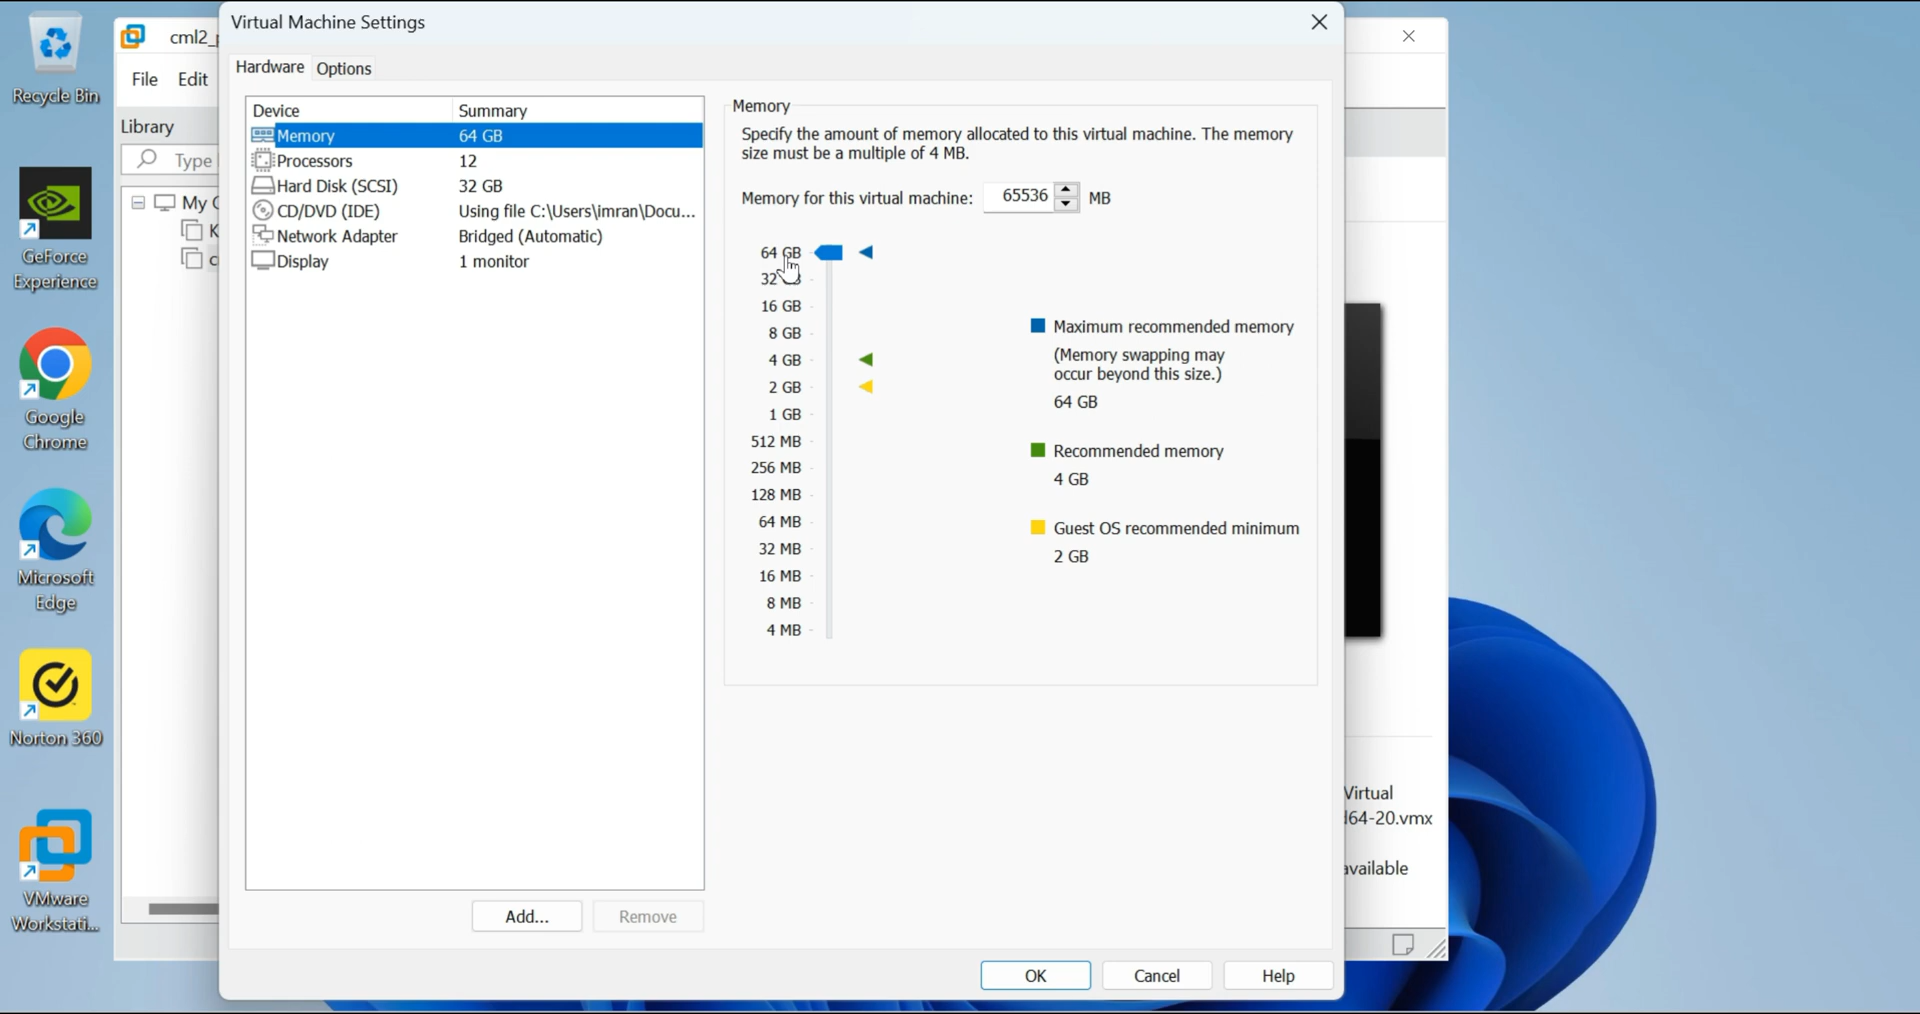 Recycle Bin
GeForce
Experience
Google
Chrome
Microsoft
Edge
Norton 360
VMware
Workstati...
cml2_p
File Edit
Library
Type
My C
K
c
Virtual Machine Settings
Hardware Options
Device Summary
Memory 64 GB
Processors 12
Hard Disk (SCSI) 32 GB
CD/DVD (IDE) Using file C:\Users\imran\Docu...
Network Adapter Bridged (Automatic)
Display 1 monitor
Add... Remove
Memory
Specify the amount of memory allocated to this virtual machine. The memory
size must be a multiple of 4 MB.
Memory for this virtual machine: 65536 MB
64 GB
32 GB
16 GB
8 GB
4 GB
2 GB
1 GB
512 MB
256 MB
128 MB
64 MB
32 MB
16 MB
8 MB
4 MB
Maximum recommended memory
(Memory swapping may
occur beyond this size.)
64 GB
Recommended memory
4 GB
Guest OS recommended minimum
2 GB
OK Cancel Help
Virtual
l64-20.vmx
available